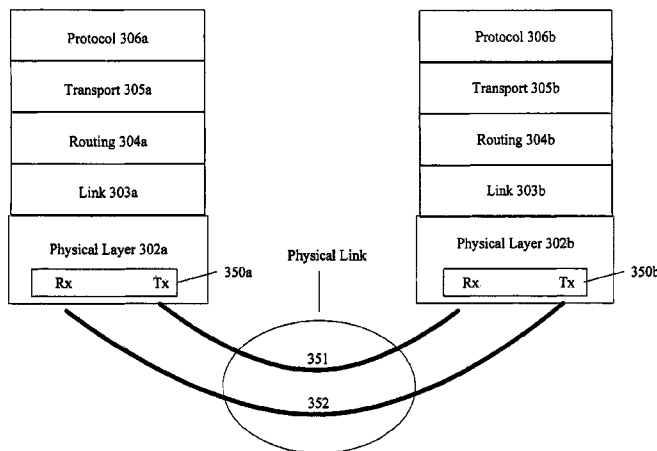 Protocol 306a
Transport 305a
Routing 304a
Link 303a
Physical Layer 302a
Rx Tx
350a
Protocol 306b
Transport 305b
Routing 304b
Link 303b
Physical Layer 302b
Rx Tx
350b
Physical Link
351
352